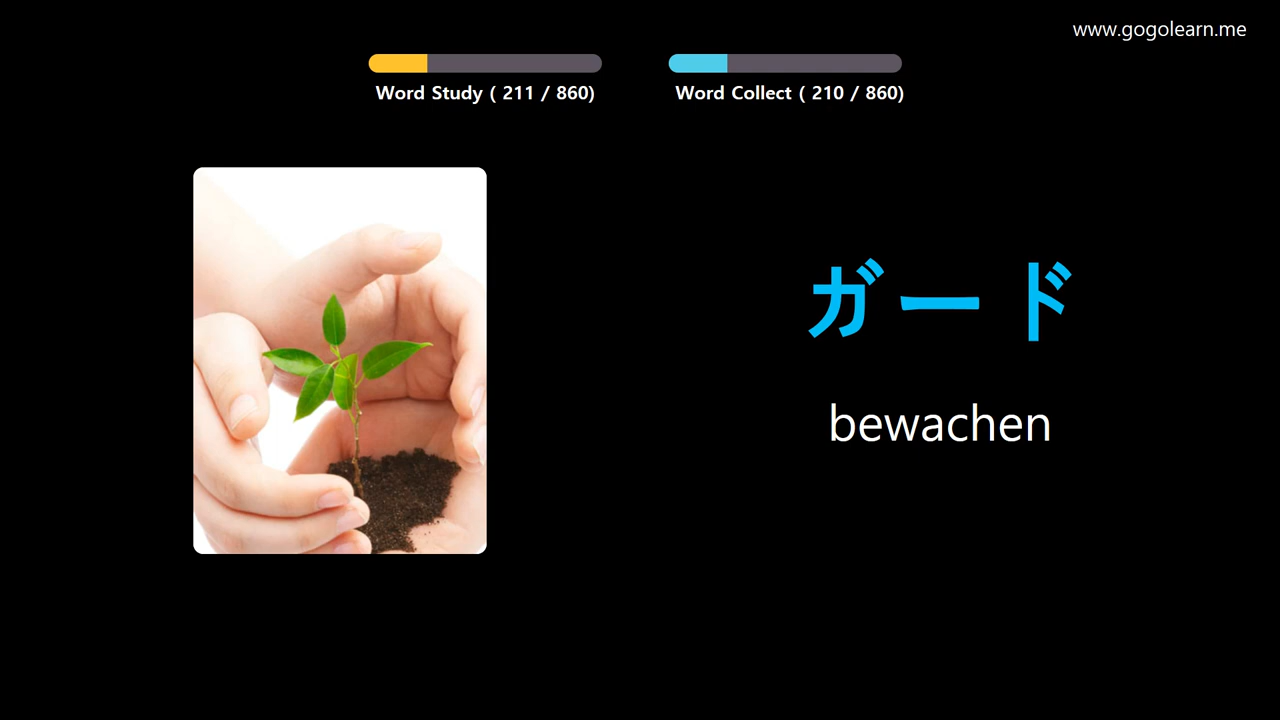 www.gogolearn.me
Word Study ( 211 / 860)
Word Collect ( 210 / 860)
ガード
bewachen